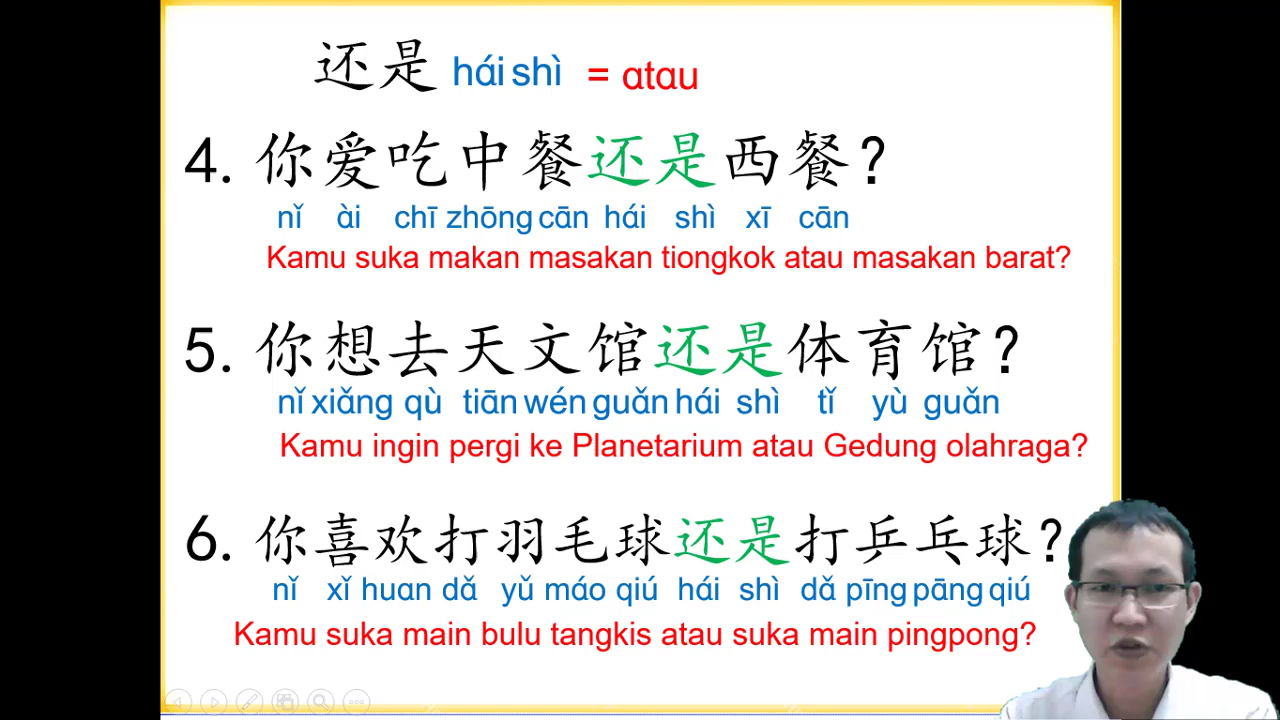 还是 háishì = atau
4. 你爱吃中餐还是西餐?
nǐ ài chī zhōng cān hái shì xī cān
Kamu suka makan masakan tiongkok atau masakan barat?
5. 你想去天文馆还是体育馆?
nǐ xiǎng qù tiān wén guǎn hái shì tǐ yù guǎn
Kamu ingin pergi ke Planetarium atau Gedung olahraga?
6. 你喜欢打羽毛球还是打乒乓球?
nǐ xǐ huan dǎ yǔ máo qiú hái shì dǎ pīng pāng qiú
Kamu suka main bulu tangkis atau suka main pingpong?